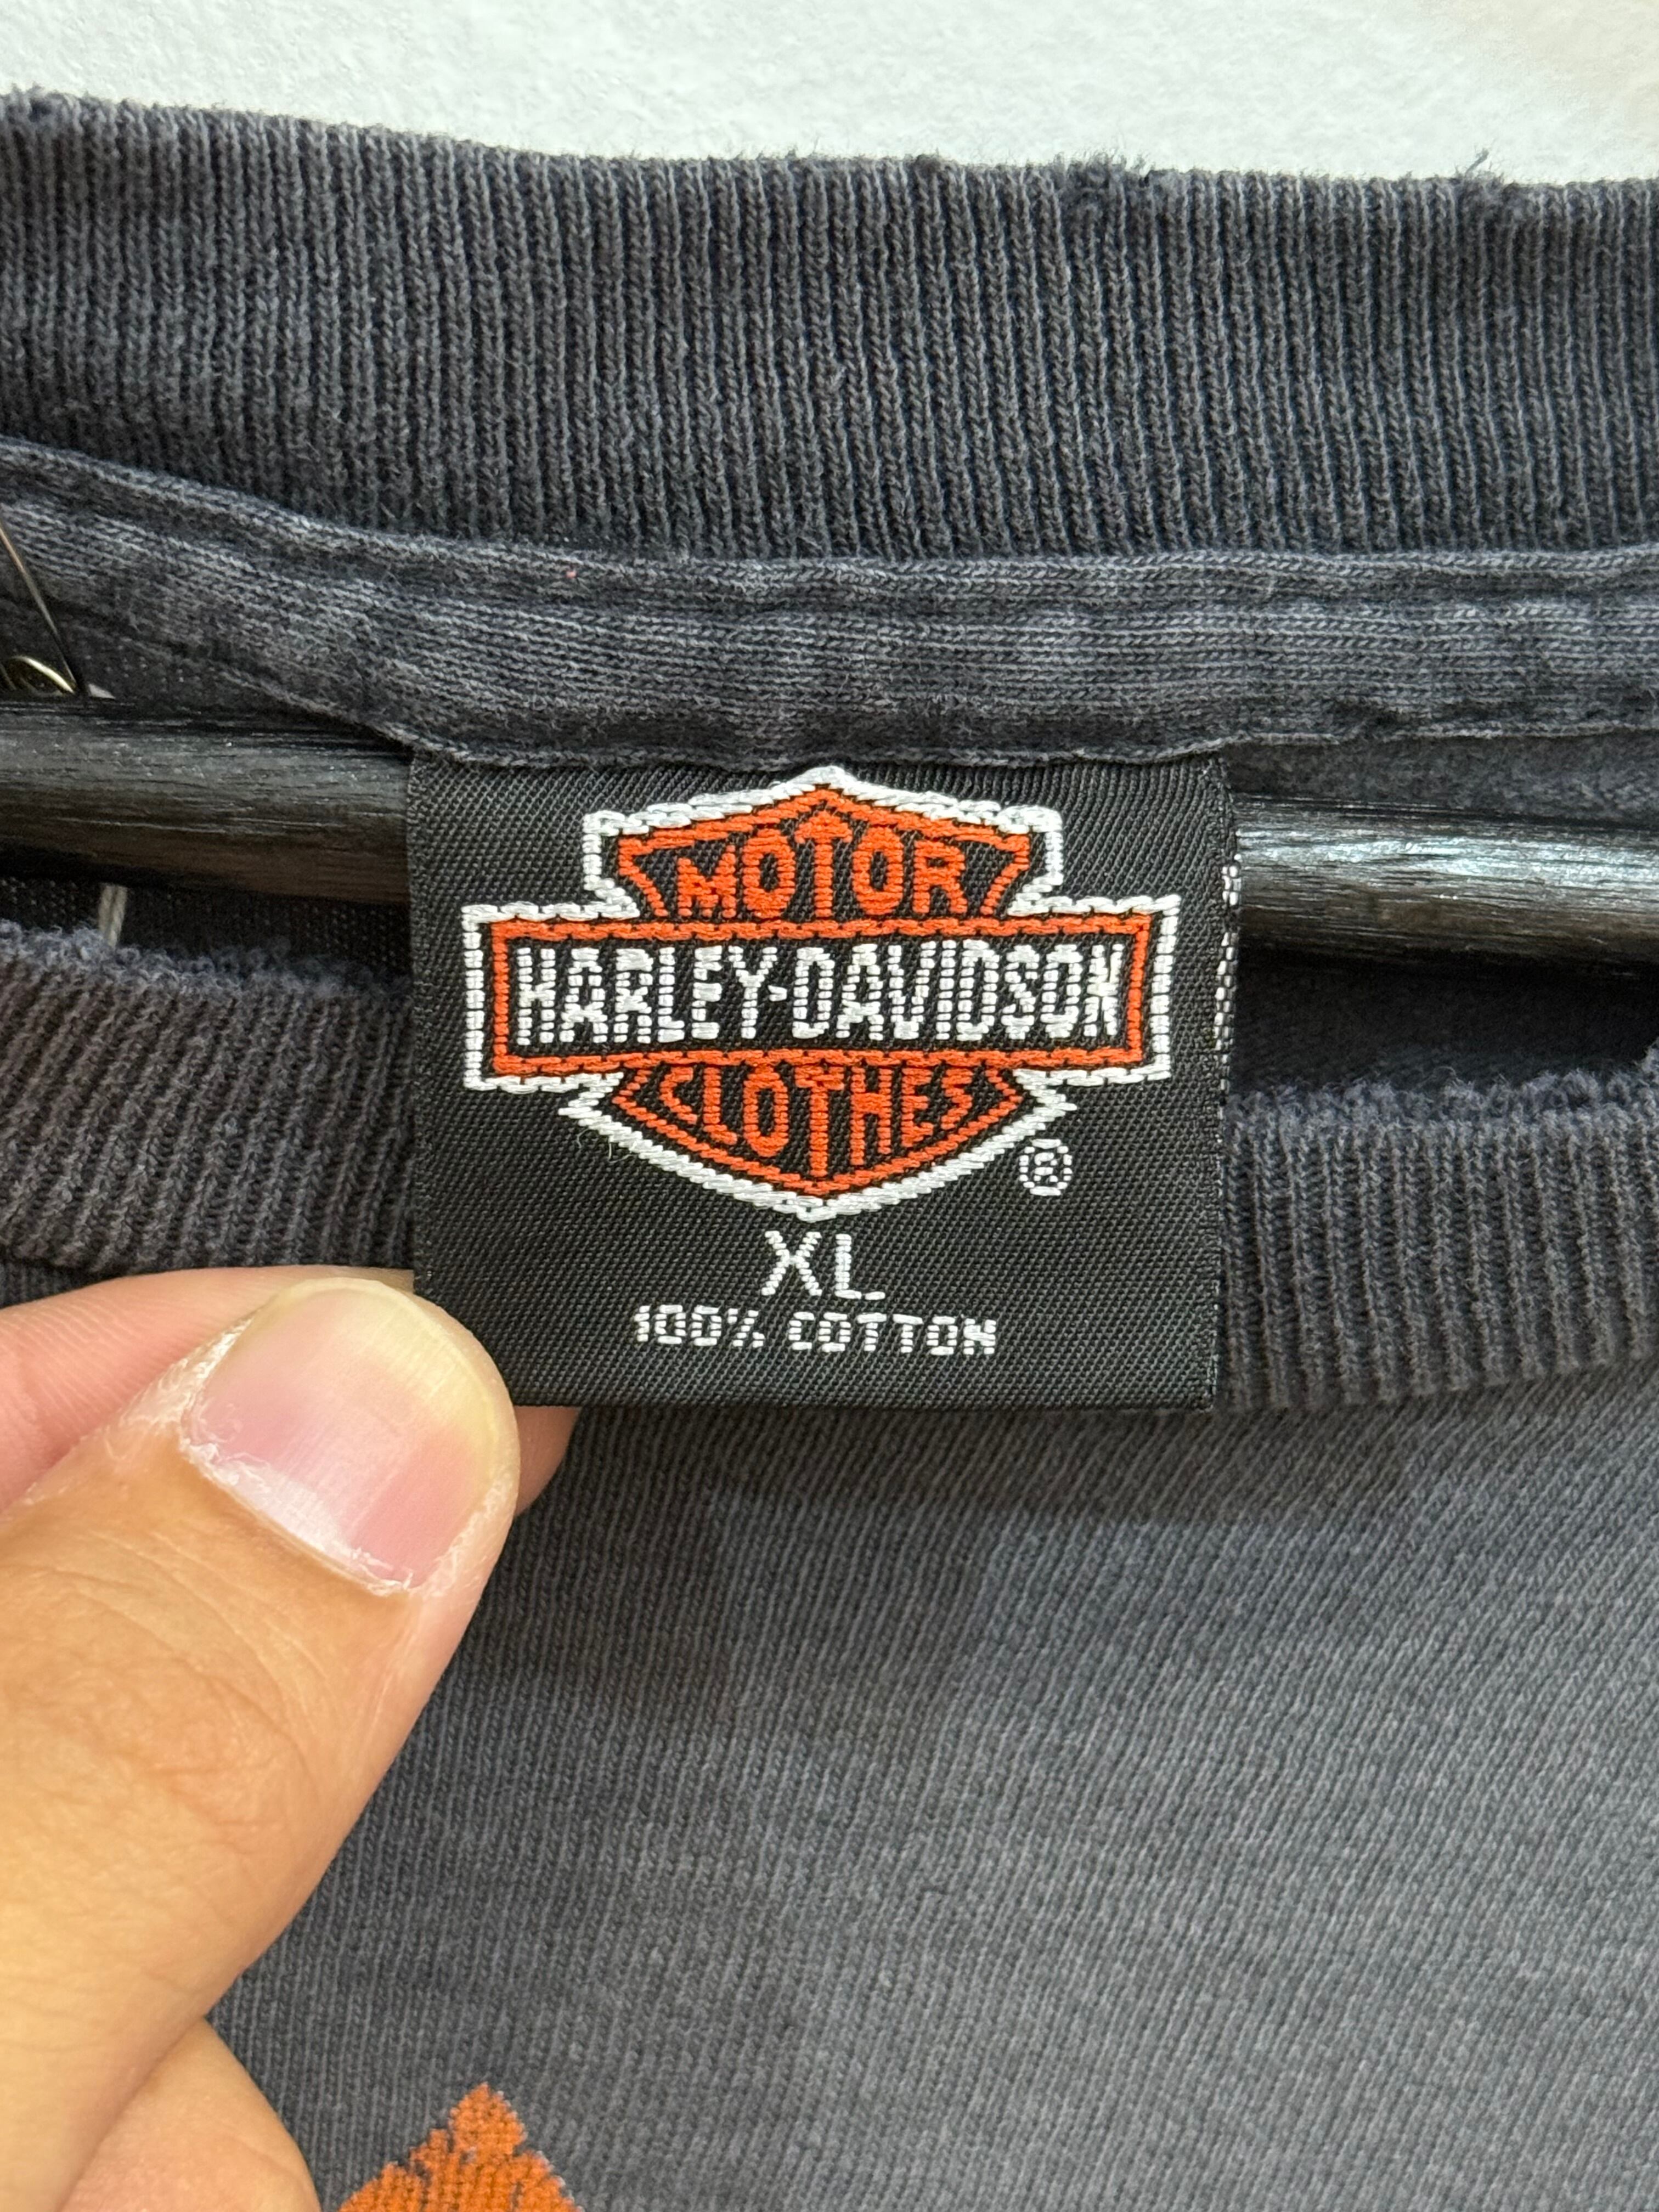 MOTOR
HARLEY-DAVIDSON
CLOTHES
®
XL
100% COTTON